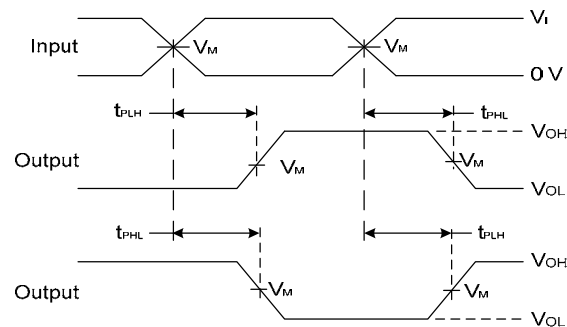 VI
Input VM VM
0 V
tPLH tPHL
VOH
Output VM VM
VOL
tPHL tPLH
VOH
Output VM VM
VOL